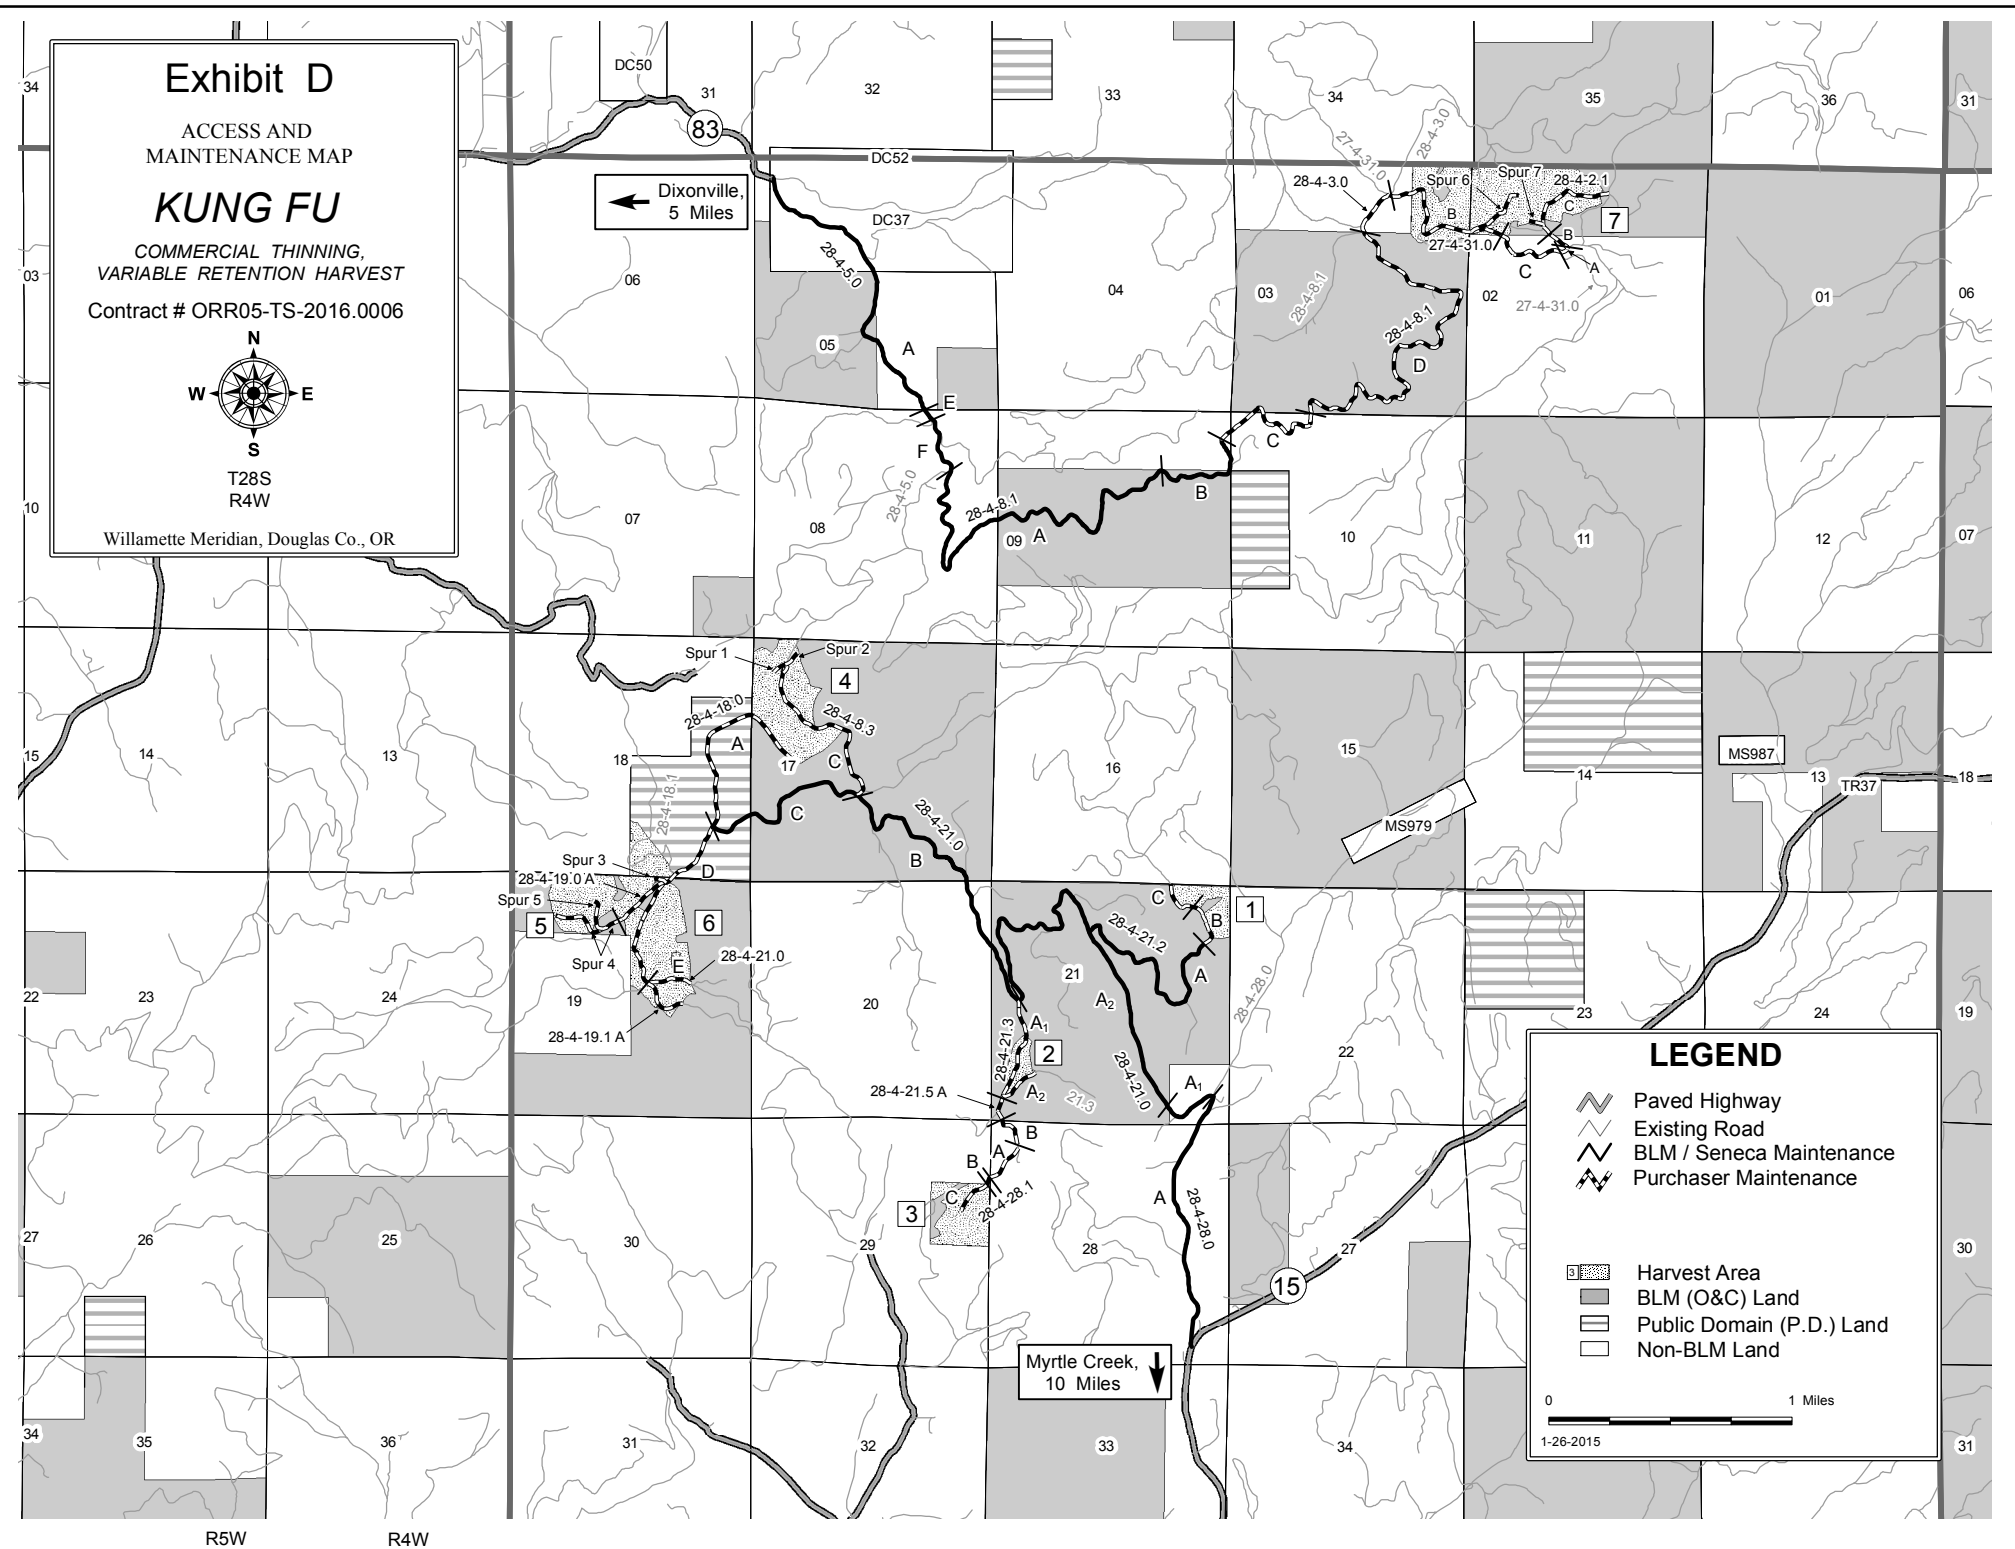 Exhibit D
ACCESS AND
MAINTENANCE MAP
KUNG FU
COMMERCIAL THINNING,
VARIABLE RETENTION HARVEST
Contract # ORR05-TS-2016.0006
N
W E
S
T28S
R4W
Willamette Meridian, Douglas Co., OR
34
DC50
31
83
32
33
34
35
36
31
DC52
Dixonville,
5 Miles
DC37
27-4-31.0
28-4-3.0
28-4-3.0
Spur 6
Spur 7
28-4-2.1
B
C
7
27-4-31.0
B
C
A
27-4-31.0
03
06
28-4-5.0
05
A
04
03
28-4-8.1
28-4-8.1
D
02
01
06
E
F
C
10
07
08
28-4-5.0
28-4-8.1
09
A
B
10
11
12
07
Spur 1
Spur 2
4
28-4-18.0
28-4-8.3
A
C
17
15
14
13
18
28-4-18.1
C
28-4-21.0
B
16
15
MS979
14
MS987
13
TR37
18
Spur 3
D
28-4-19.0 A
Spur 5
5
6
Spur 4
E
28-4-21.0
19
28-4-19.1 A
22
23
24
20
C
B
1
28-4-21.2
A
21
A2
28-4-28.0
A1
28-4-21.3
2
A2
21.3
28-4-21.5 A
28-4-21.0
A1
22
23
24
19
B
A
B
C
28-4-28.1
3
A
28-4-28.0
27
26
25
30
29
28
27
15
30
Myrtle Creek,
10 Miles
34
35
36
31
32
33
34
31
LEGEND
Paved Highway
Existing Road
BLM / Seneca Maintenance
Purchaser Maintenance
3
Harvest Area
BLM (O&C) Land
Public Domain (P.D.) Land
Non-BLM Land
0 1 Miles
1-26-2015
R5W
R4W